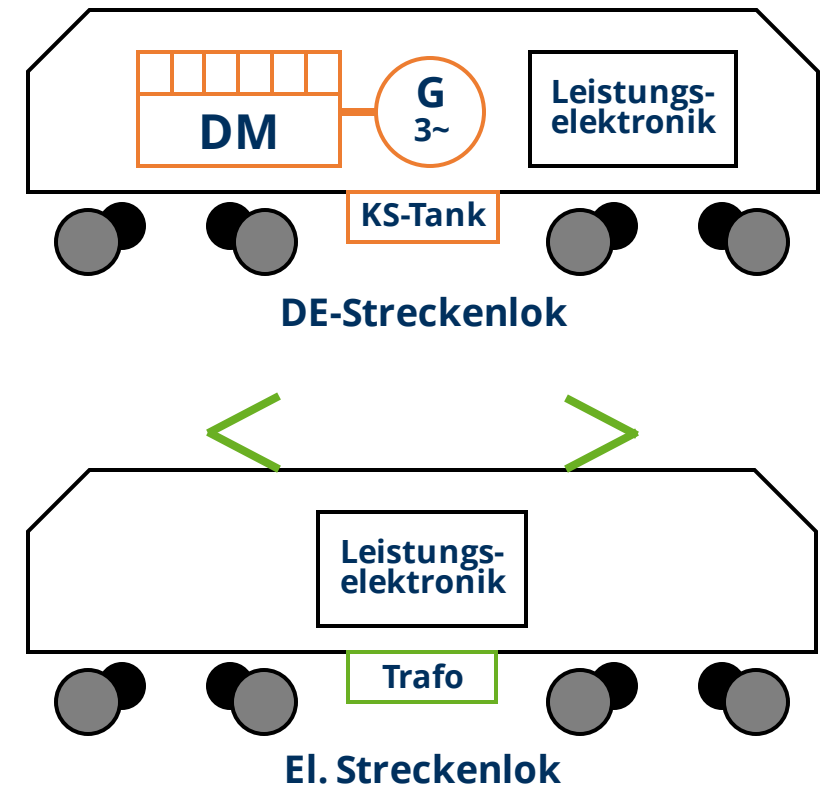 DM
G
3~
Leistungs-
elektronik
KS-Tank
DE-Streckenlok
Leistungs-
elektronik
Trafo
El. Streckenlok